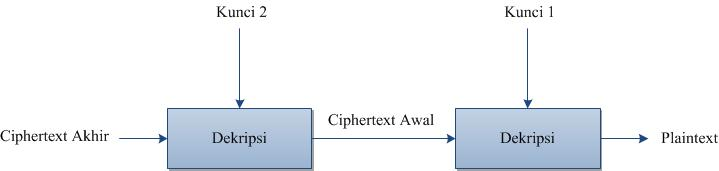 Kunci 2
Kunci 1
Ciphertext Akhir
Dekripsi
Ciphertext Awal
Dekripsi
Plaintext